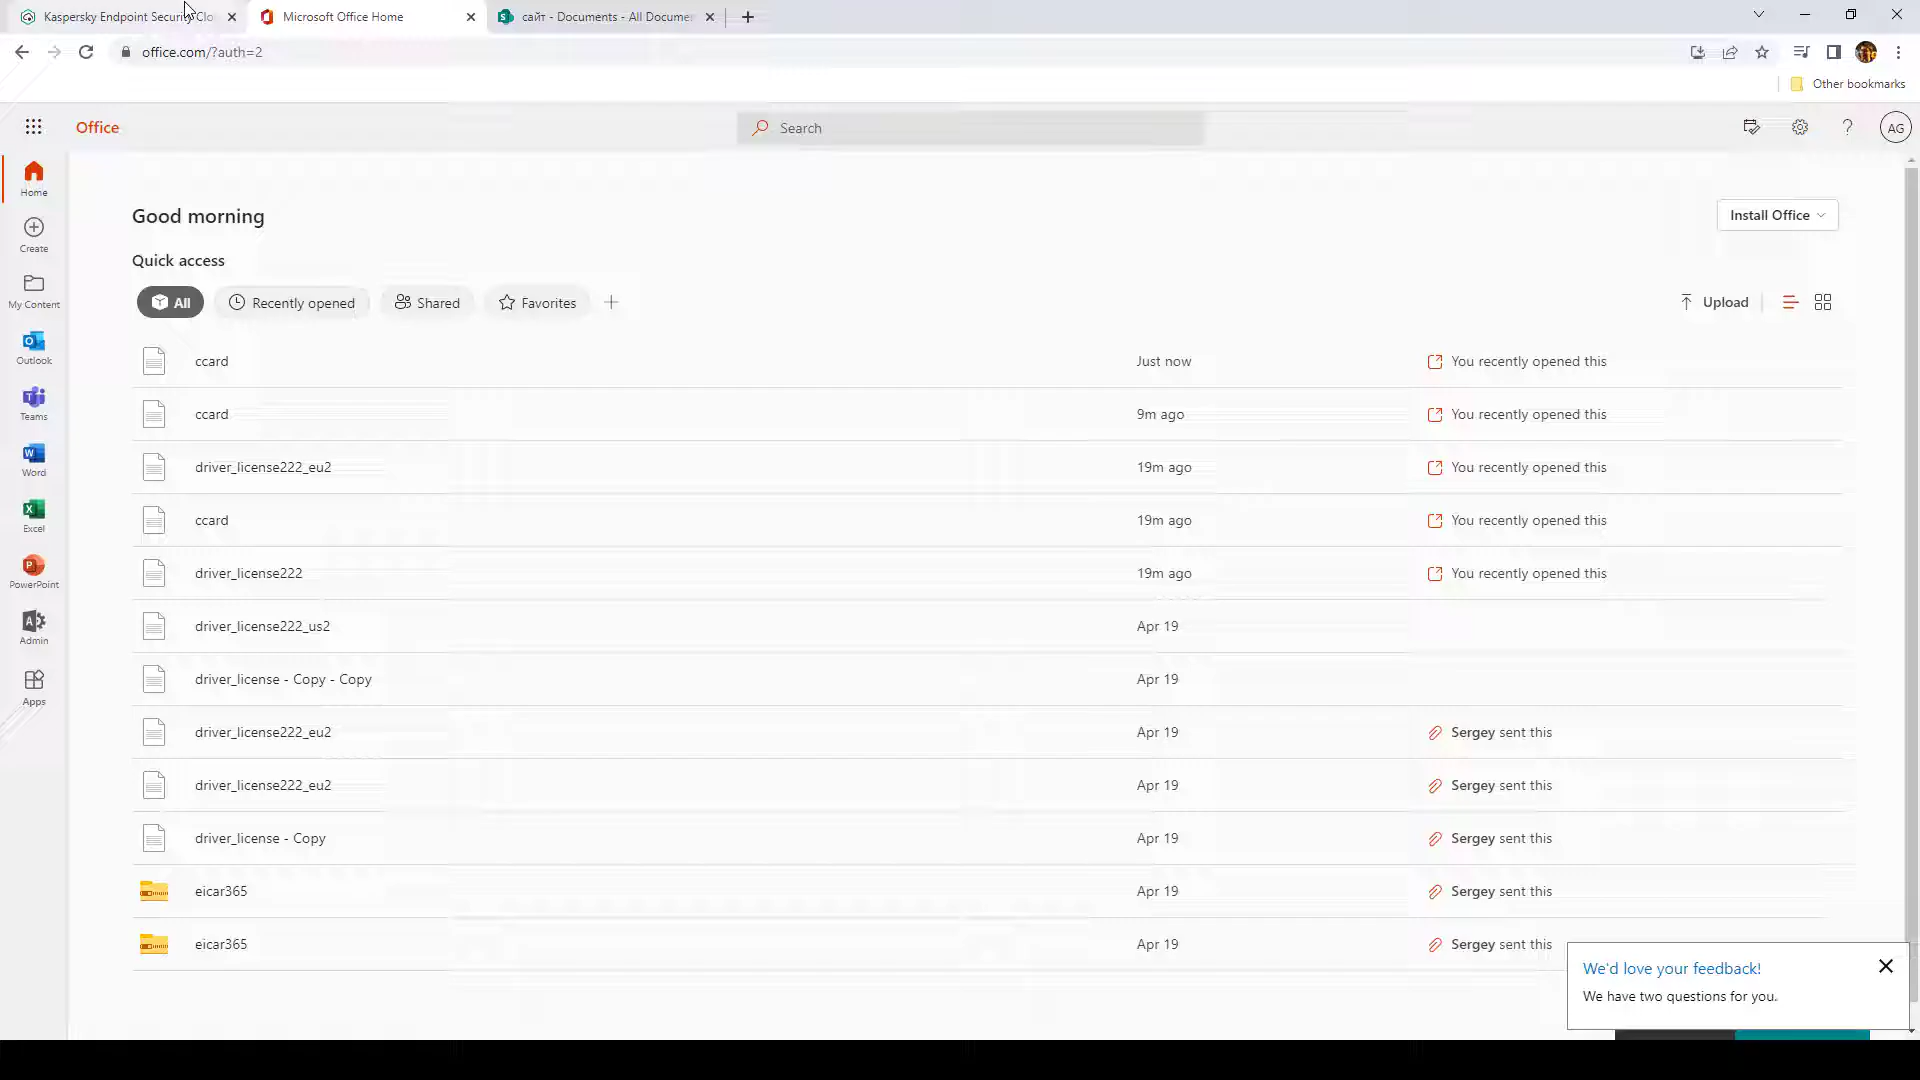 Kaspersky Endpoint Security Clo
Microsoft Office Home
сайт - Documents - All Documen
office.com/?auth=2
Other bookmarks
Office
Search
AG
Home
Create
My Content
Outlook
Teams
Word
Excel
PowerPoint
Admin
Apps
Good morning
Install Office
Quick access
All
Recently opened
Shared
Favorites
Upload
ccard Just now You recently opened this
ccard 9m ago You recently opened this
driver_license222_eu2 19m ago You recently opened this
ccard 19m ago You recently opened this
driver_license222 19m ago You recently opened this
driver_license222_us2 Apr 19
driver_license - Copy - Copy Apr 19
driver_license222_eu2 Apr 19 Sergey sent this
driver_license222_eu2 Apr 19 Sergey sent this
driver_license - Copy Apr 19 Sergey sent this
eicar365 Apr 19 Sergey sent this
eicar365 Apr 19 Sergey sent this
We'd love your feedback!
We have two questions for you.